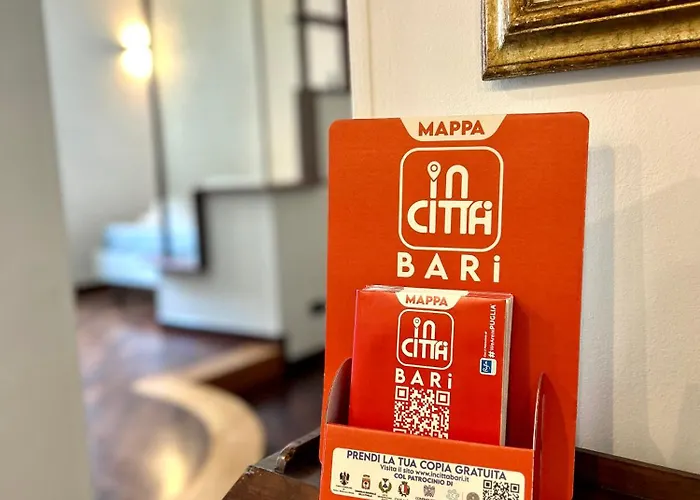 MAPPA
in
CITTÀ
BARi
MAPPA
in
CITTÀ
BARi
#WeAreinPUGLIA
PRENDI LA TUA COPIA GRATUITA
Visita il sito www.incittabari.it
COL PATROCINIO DI